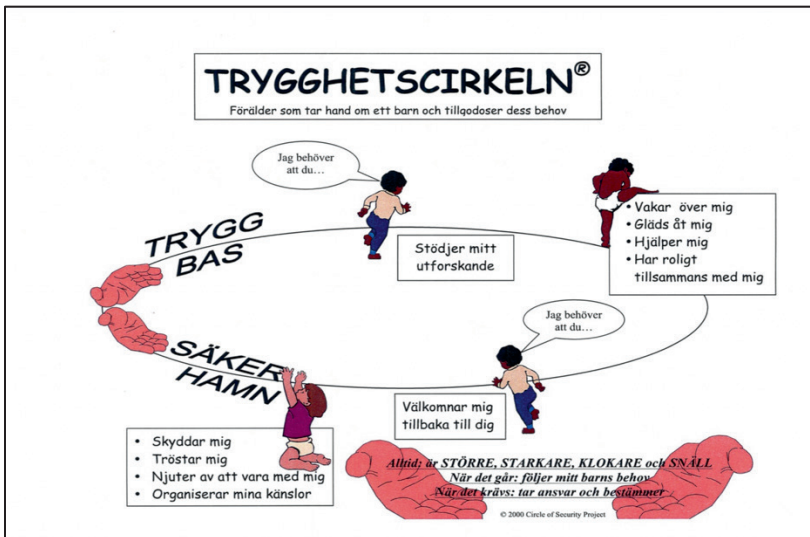 TRYGGHETSCIRKELN®
Förälder som tar hand om ett barn och tillgodoser dess behov
Jag behöver
att du…
TRYGG
BAS
Stödjer mitt
utforskande
• Vakar över mig
• Gläds åt mig
• Hjälper mig
• Har roligt
tillsammans med mig
Jag behöver
att du…
SÄKER
HAMN
Välkomnar mig
tillbaka till dig
• Skyddar mig
• Tröstar mig
• Njuter av att vara med mig
• Organiserar mina känslor
Alltid: är STÖRRE, STARKARE, KLOKARE och SNÄLL
När det går: följer mitt barns behov
När det krävs: tar ansvar och bestämmer
© 2000 Circle of Security Project